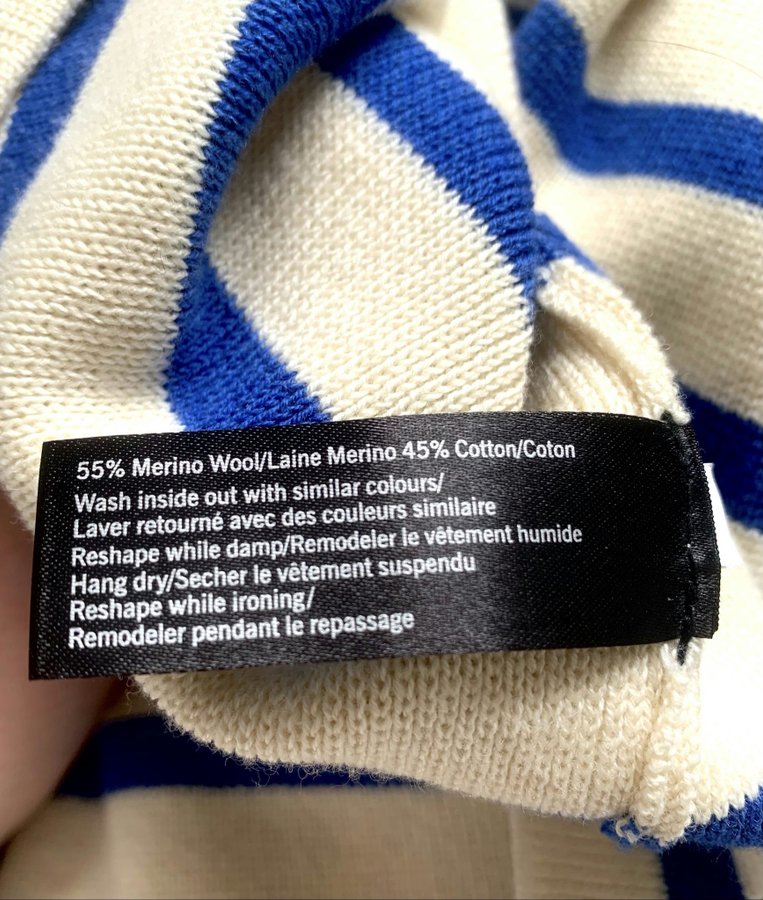 55% Merino Wool/Laine Merino 45% Cotton/Coton
Wash inside out with similar colours/
Laver retourné avec des couleurs similaire
Reshape while damp/Remodeler le vêtement humide
Hang dry/Secher le vêtement suspendu
Reshape while ironing/
Remodeler pendant le repassage